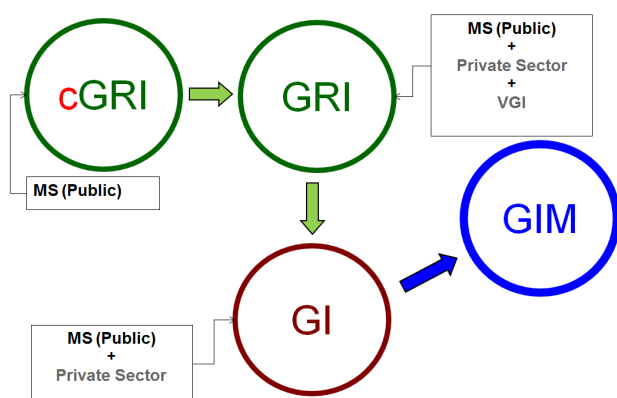 cGRI
GRI
MS (Public)
+
Private Sector
+
VGI
MS (Public)
GIM
GI
MS (Public)
+
Private Sector